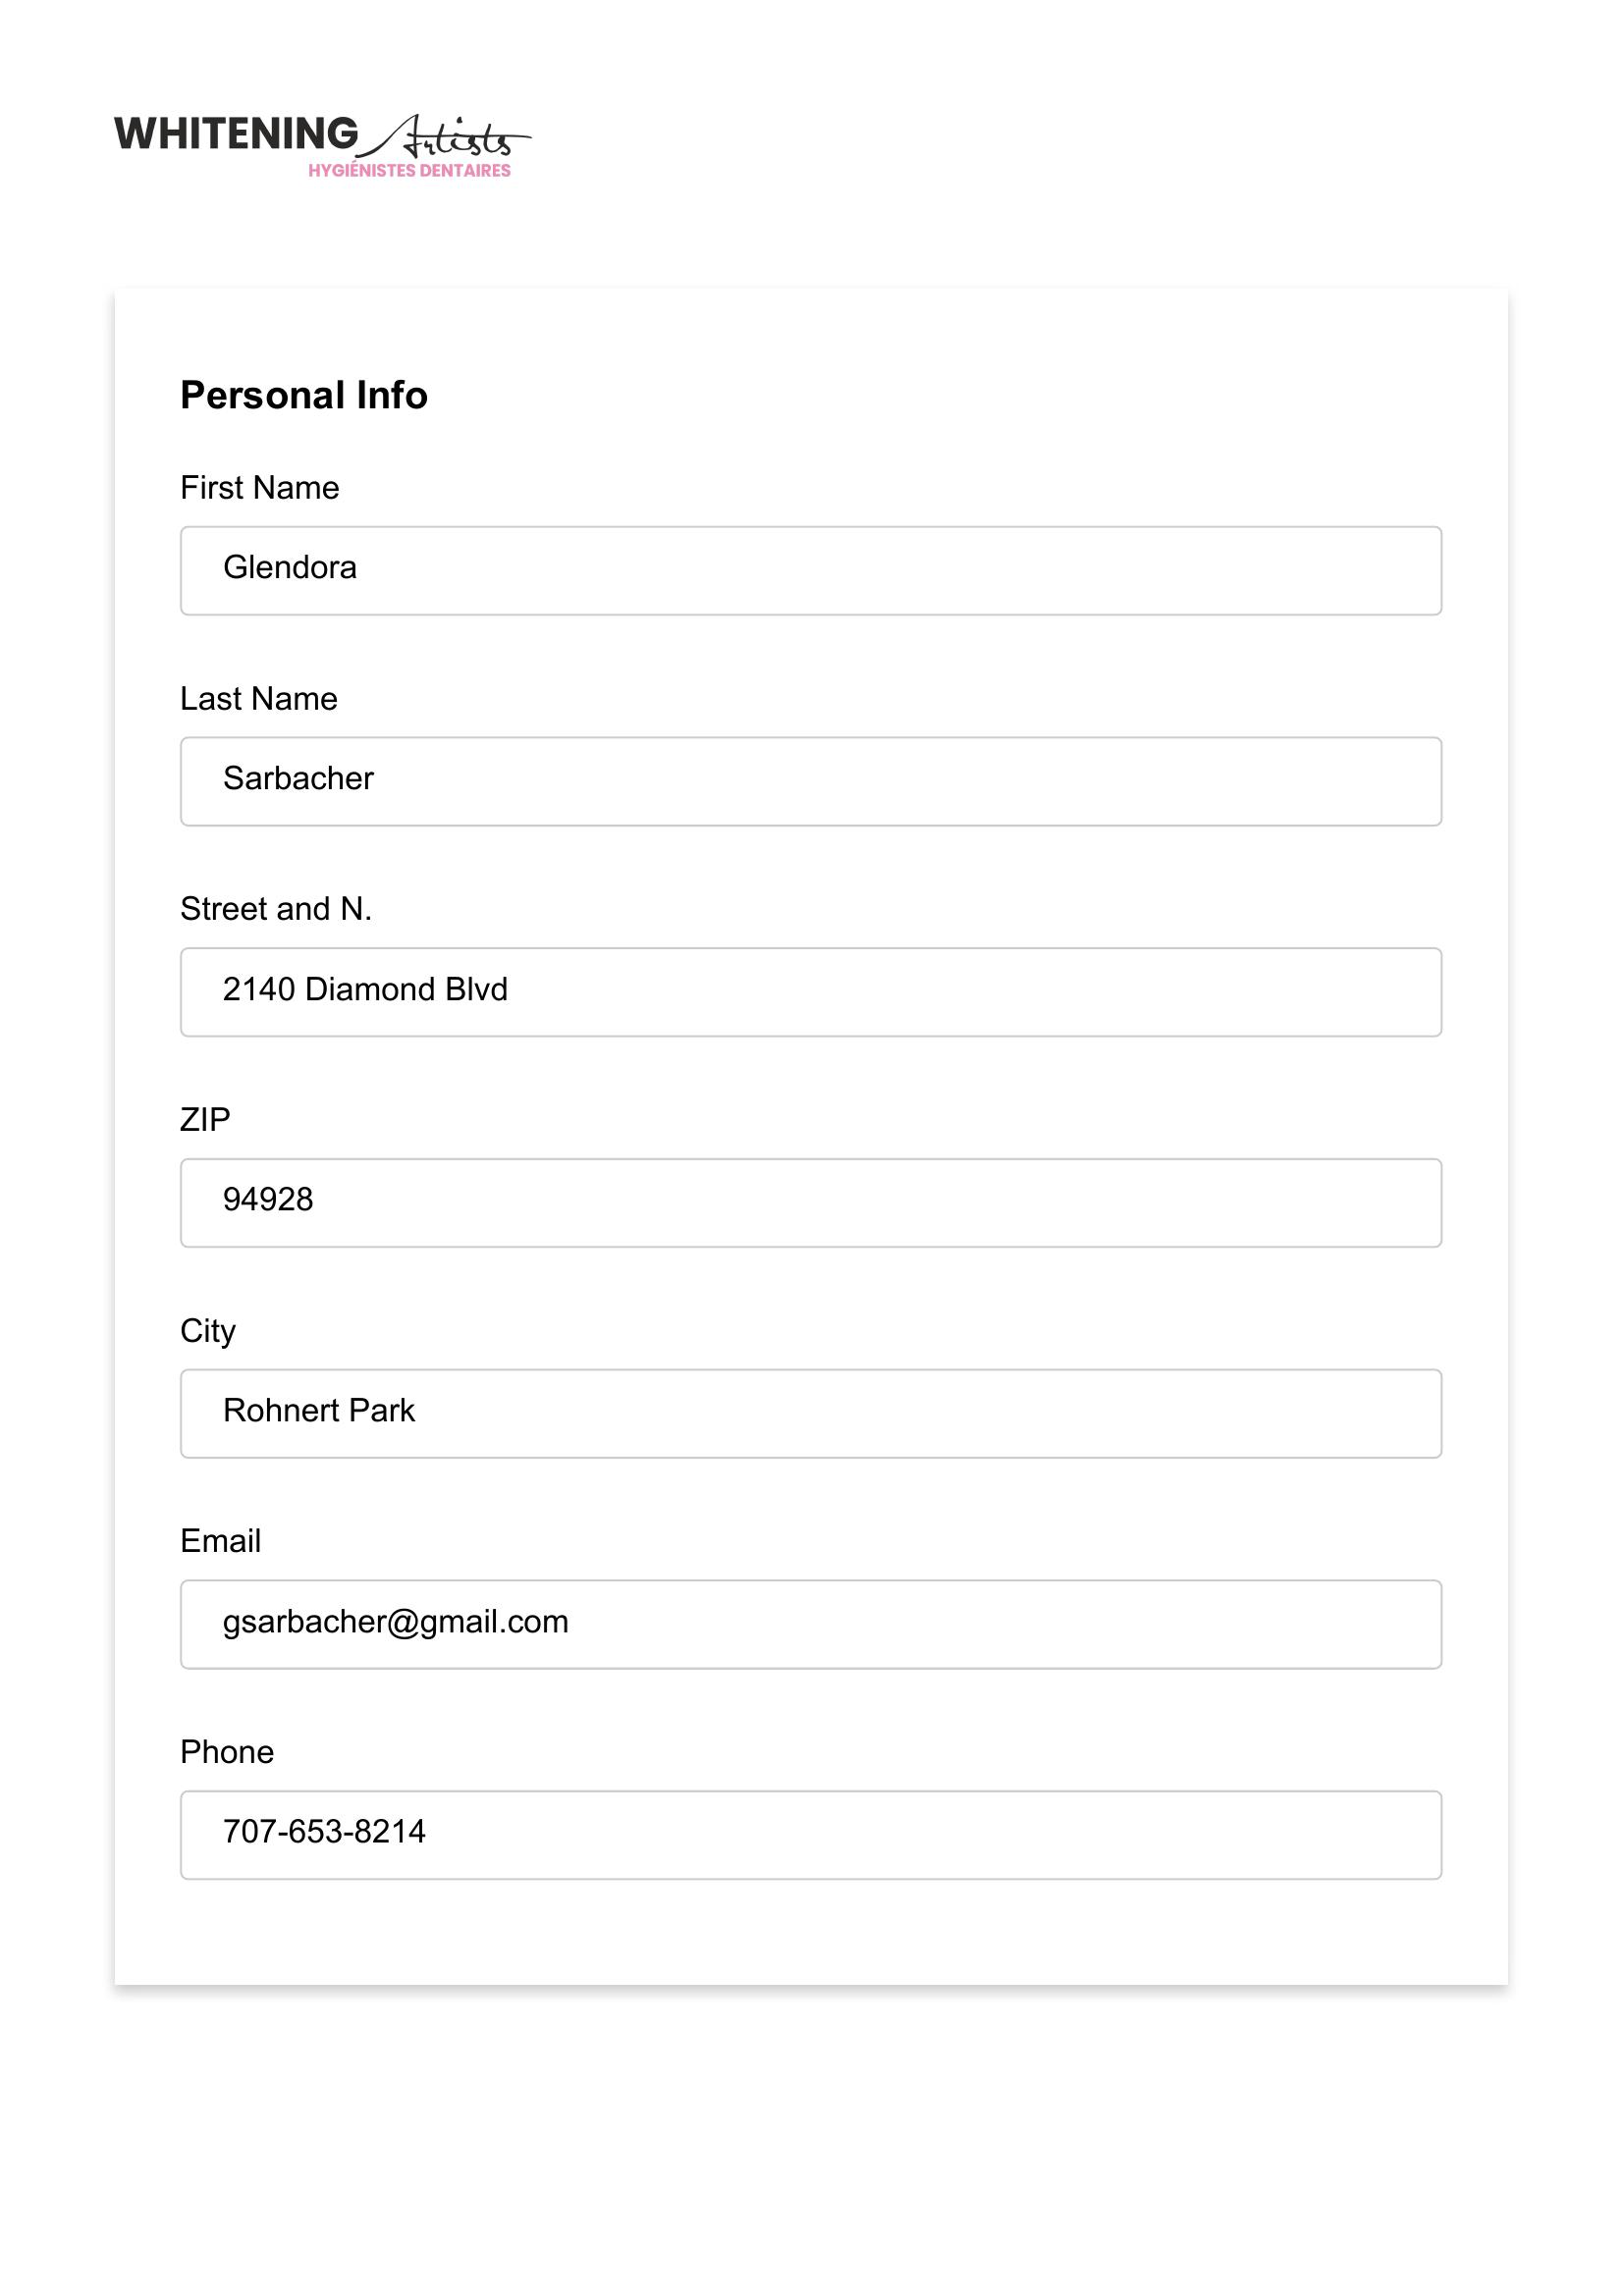 WHITENING Artists
HYGIÉNISTES DENTAIRES
Personal Info
First Name
Glendora
Last Name
Sarbacher
Street and N.
2140 Diamond Blvd
ZIP
94928
City
Rohnert Park
Email
gsarbacher@gmail.com
Phone
707-653-8214